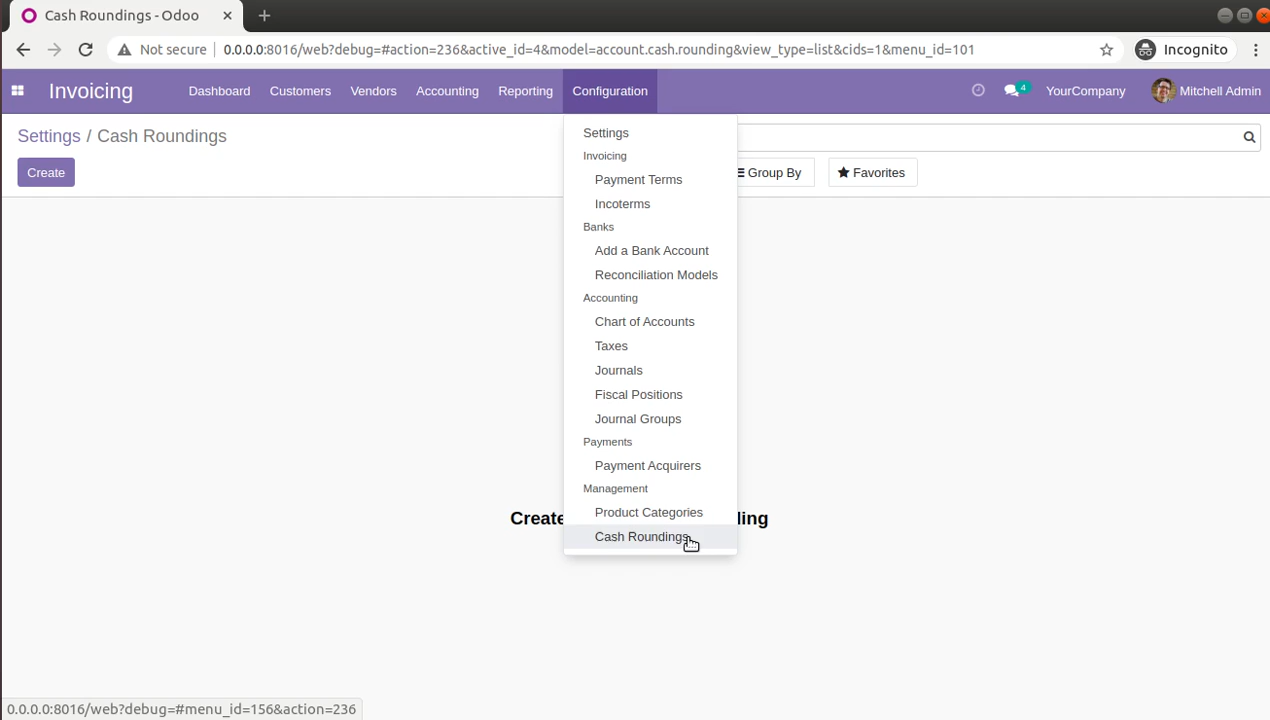 Cash Roundings - Odoo
Not secure 0.0.0.0:8016/web?debug=#action=236&active_id=4&model=account.cash.rounding&view_type=list&cids=1&menu_id=101 Incognito
Invoicing Dashboard Customers Vendors Accounting Reporting Configuration 4 YourCompany Mitchell Admin
Settings / Cash Roundings
Create
Group By Favorites
Settings
Invoicing
Payment Terms
Incoterms
Banks
Add a Bank Account
Reconciliation Models
Accounting
Chart of Accounts
Taxes
Journals
Fiscal Positions
Journal Groups
Payments
Payment Acquirers
Management
Product Categories
Create
Cash Roundings
0.0.0.0:8016/web?debug=#menu_id=156&action=236